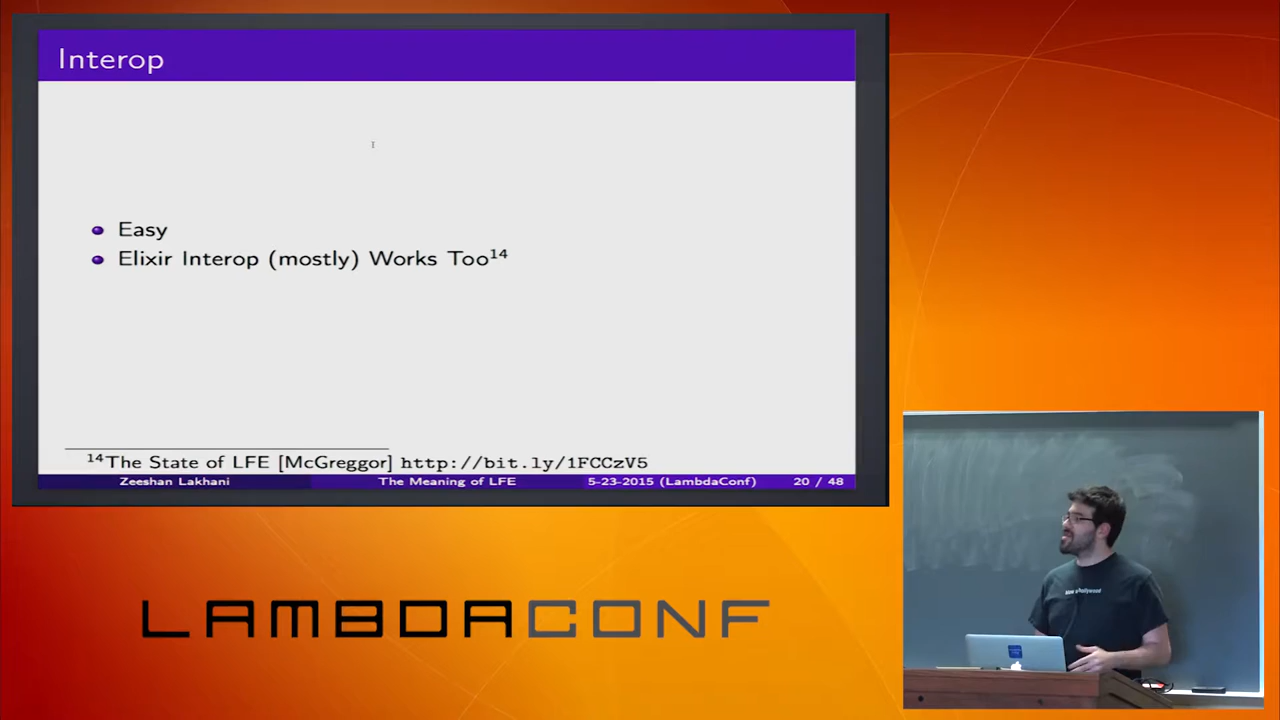 Interop
Easy
Elixir Interop (mostly) Works Too14
14The State of LFE [McGreggor] http://bit.ly/1FCCzV5
Zeeshan Lakhani The Meaning of LFE 5-23-2015 (LambdaConf) 20 / 48
LAMBDACONF